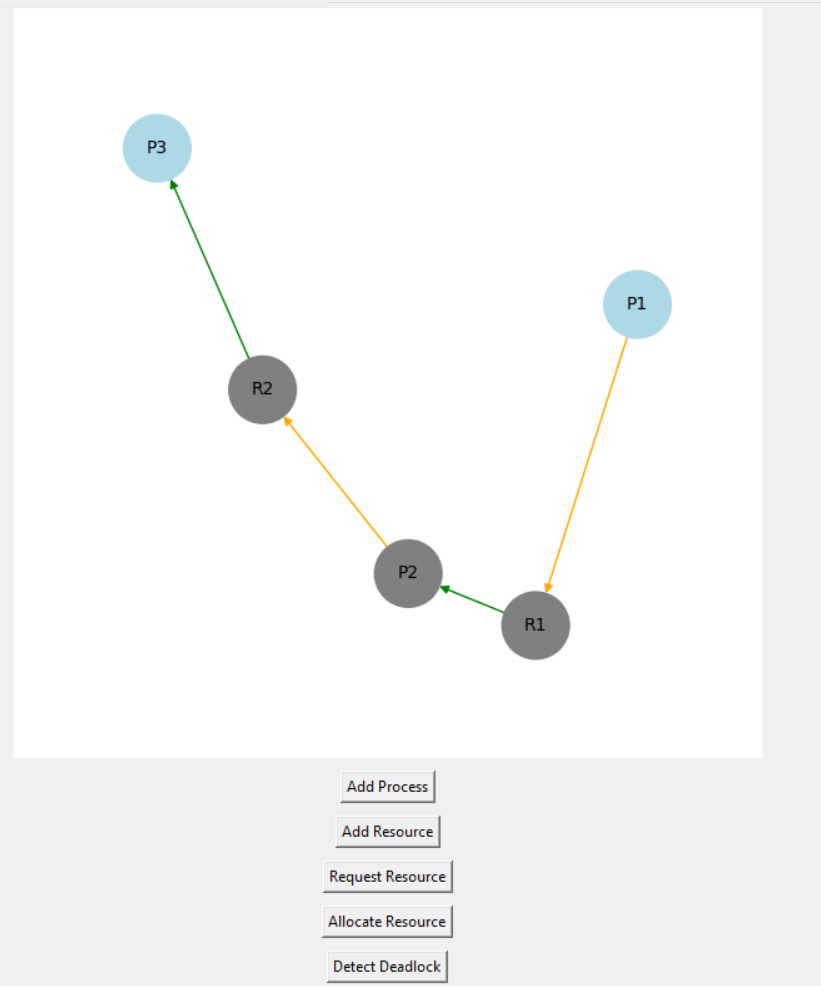 P3
P1
R2
P2
R1
Add Process
Add Resource
Request Resource
Allocate Resource
Detect Deadlock